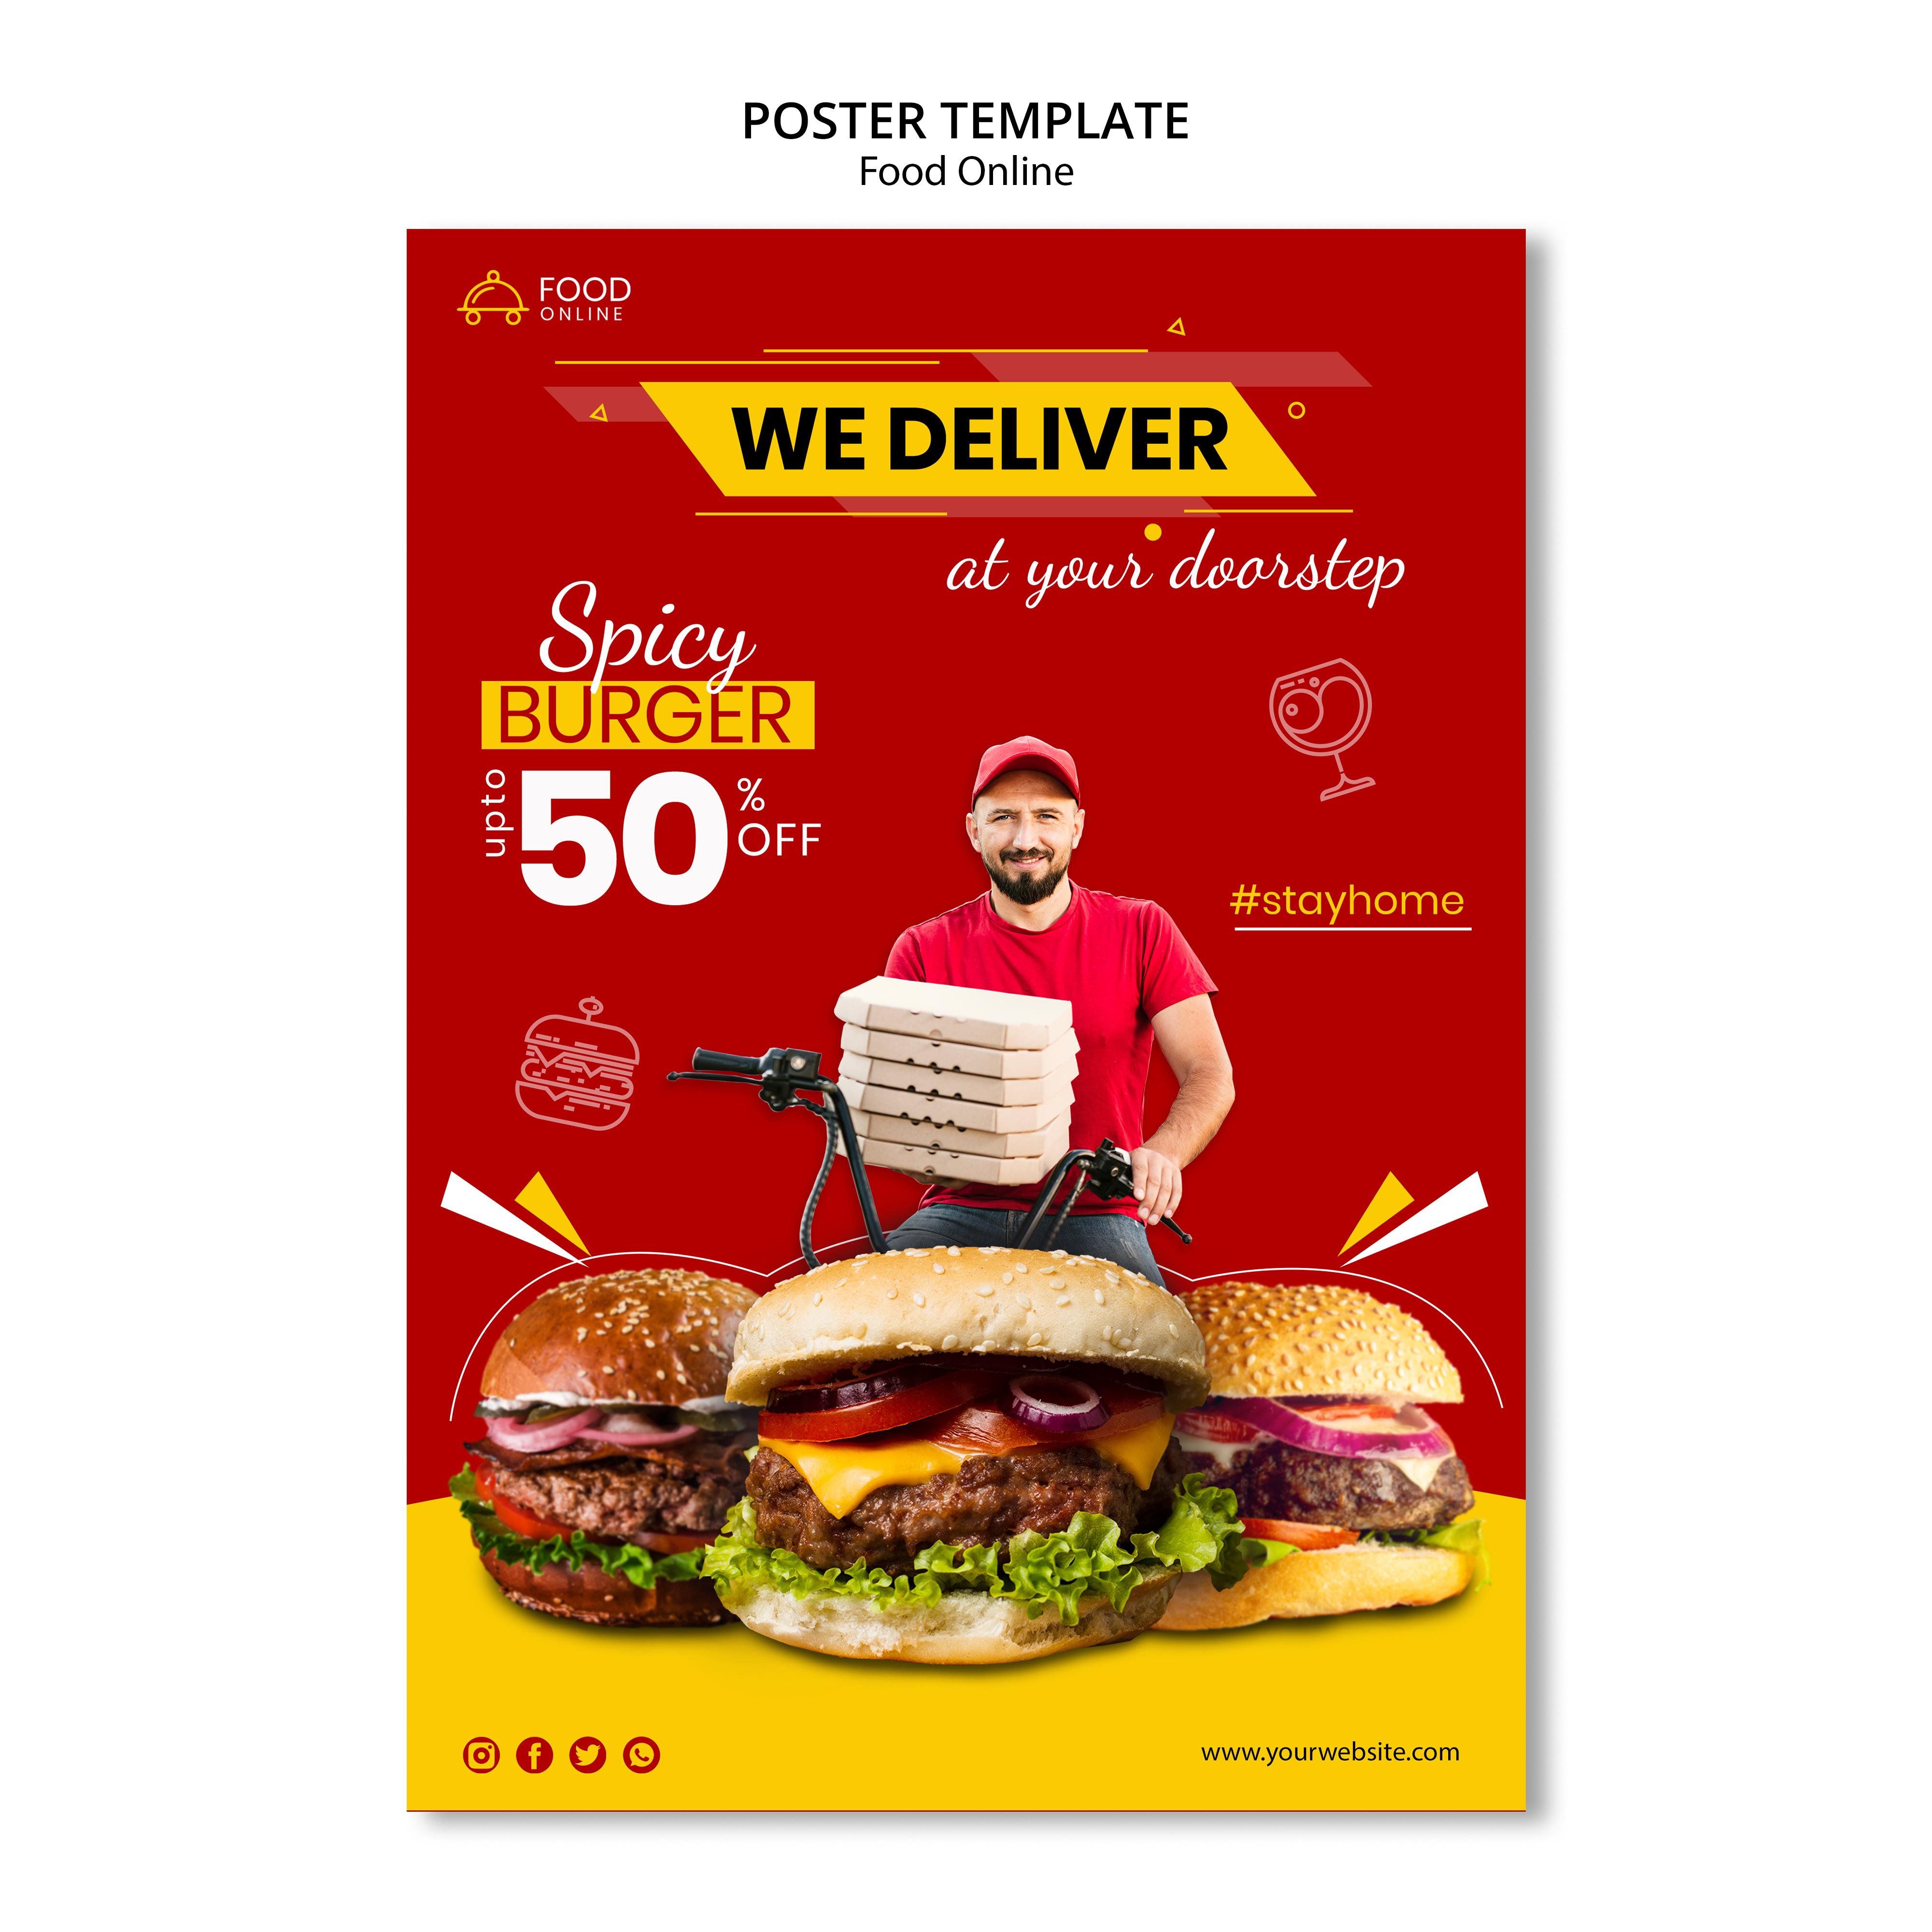 POSTER TEMPLATE
Food Online
FOOD
ONLINE
WE DELIVER
at your doorstep
Spicy
BURGER
upto
50
%
OFF
#stayhome
www.yourwebsite.com